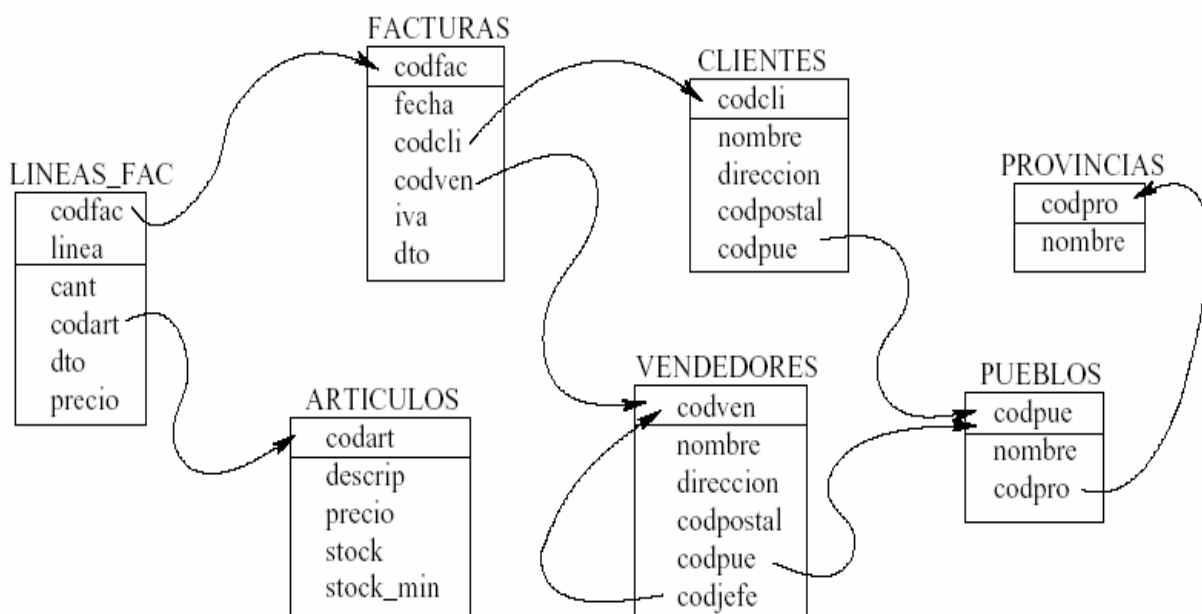 FACTURAS
codfac
fecha
codcli
codven
iva
dto
CLIENTES
codcli
nombre
direccion
codpostal
codpue
PROVINCIAS
codpro
nombre
LINEAS_FAC
codfac
linea
cant
codart
dto
precio
ARTICULOS
codart
descrip
precio
stock
stock_min
VENDEDORES
codven
nombre
direccion
codpostal
codpue
codjefe
PUEBLOS
codpue
nombre
codpro